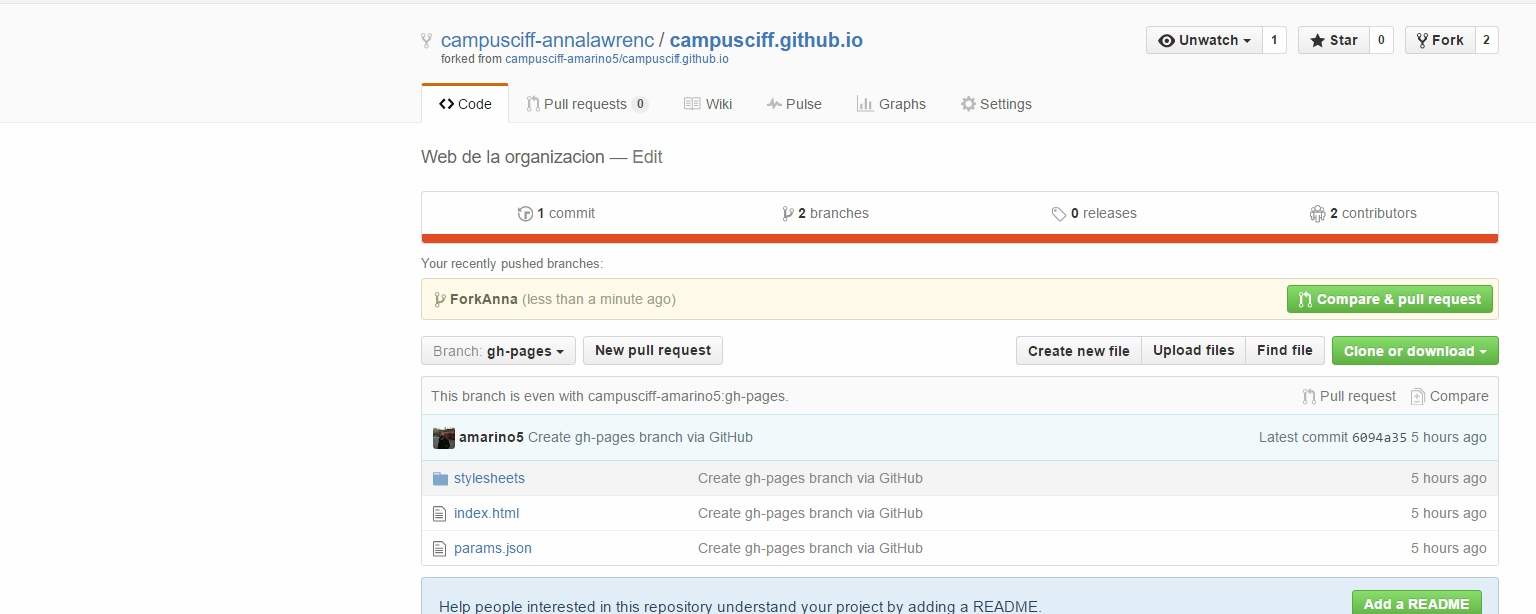 campusciff-annalawrenc / campusciff.github.io
Unwatch 1 Star 0 Fork 2
forked from campusciff-amarino5/campusciff.github.io
Code Pull requests 0 Wiki Pulse Graphs Settings
Web de la organizacion — Edit
1 commit 2 branches 0 releases 2 contributors
Your recently pushed branches:
ForkAnna (less than a minute ago) Compare & pull request
Branch: gh-pages New pull request Create new file Upload files Find file Clone or download
This branch is even with campusciff-amarino5:gh-pages. Pull request Compare
amarino5 Create gh-pages branch via GitHub Latest commit 6094a35 5 hours ago
stylesheets Create gh-pages branch via GitHub 5 hours ago
index.html Create gh-pages branch via GitHub 5 hours ago
params.json Create gh-pages branch via GitHub 5 hours ago
Help people interested in this repository understand your project by adding a README. Add a README